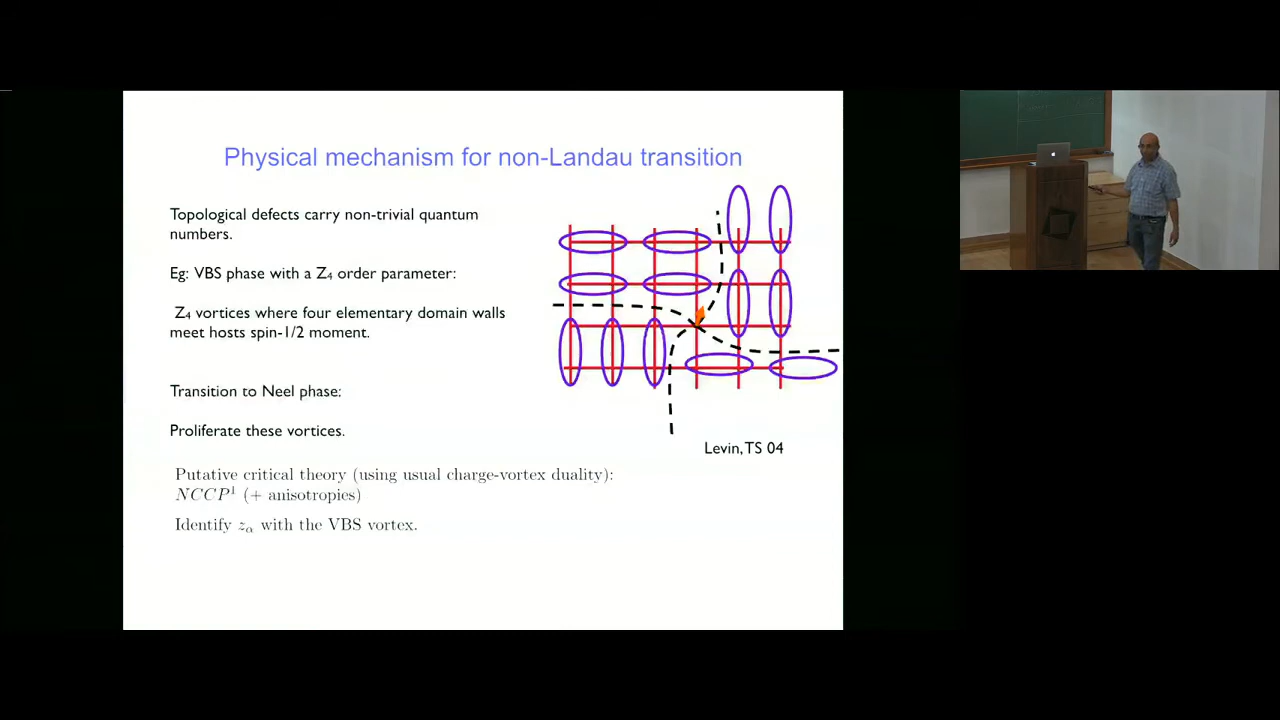 Physical mechanism for non-Landau transition
Topological defects carry non-trivial quantum
numbers.
Eg: VBS phase with a Z₄ order parameter:
Z₄ vortices where four elementary domain walls
meet hosts spin-1/2 moment.
Transition to Neel phase:
Proliferate these vortices.
Levin, TS 04
Putative critical theory (using usual charge-vortex duality):
NCCP¹ (+ anisotropies)
Identify zα with the VBS vortex.